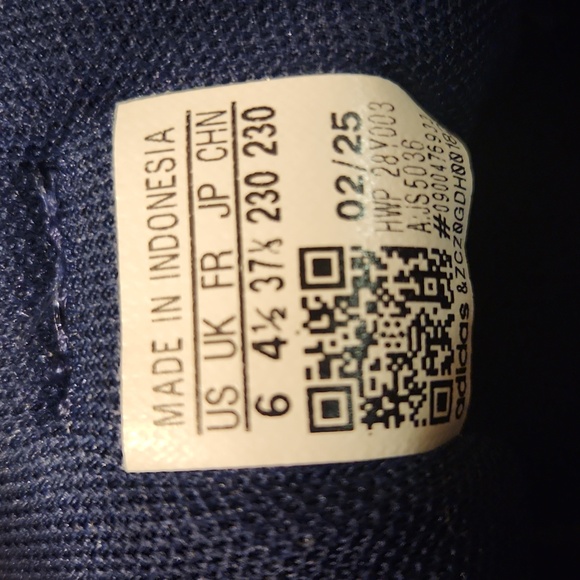 MADE IN INDONESIA
US UK FR JP CHN
6 4½ 37⅓ 230 230
02/25
HWP 28Y003
AJS5036
adidas